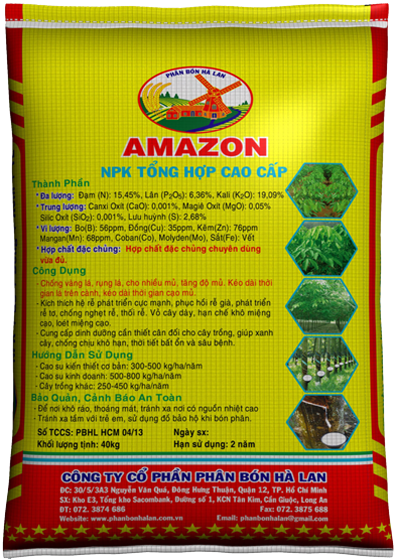 PHÂN BÓN HÀ LAN
AMAZON
NPK TỔNG HỢP CAO CẤP
Thành Phần
* Đa lượng: Đạm (N): 15,45%, Lân (P2O5): 6,36%, Kali (K2O): 19,09%
* Trung lượng: Canxi Oxit (CaO): 0,001%, Magiê Oxit (MgO): 0,05%
Silic Oxit (SiO2): 0,001%, Lưu huỳnh (S): 2,68%
* Vi lượng: Bo(B): 56ppm, Đồng(Cu): 35ppm, Kẽm(Zn): 76ppm
Mangan(Mn): 68ppm, Coban(Co), Molyden(Mo), Sắt(Fe): Vết
* Hợp chất đặc chủng: Hợp chất đặc chủng chuyên dùng
vừa đủ.
Công Dụng
- Chống vàng lá, rụng lá, cho nhiều mủ, tăng độ mủ. Kéo dài thời
gian lá trên cành, kéo dài thời gian cạo mủ.
- Kích thích hệ rễ phát triển cực mạnh, phục hồi rễ già, phát triển
rễ tơ, chống nghẹt rễ, thối rễ. Vỏ cây dày, hạn chế khô miệng
cạo, loét miệng cạo.
- Cung cấp dinh dưỡng cần thiết cân đối cho cây trồng, giúp xanh
cây, chống chịu khô hạn, thời tiết bất ổn và sâu bệnh.
Hướng Dẫn Sử Dụng
- Cao su kiến thiết cơ bản: 300-500 kg/ha/năm
- Cao su kinh doanh: 500-800 kg/ha/năm
- Cây trồng khác: 250-450 kg/ha/năm
Bảo Quản, Cảnh Báo An Toàn
- Để nơi khô ráo, thoáng mát, tránh xa nơi có nguồn nhiệt cao
- Tránh xa tầm với trẻ em, sử dụng đồ bảo hộ khi bón phân.
Số TCCS: PBHL HCM 04/13 Ngày sx:
Khối lượng tịnh: 40kg Hạn sử dụng: 2 năm
CÔNG TY CỔ PHẦN PHÂN BÓN HÀ LAN
ĐC: 30/5/3A3 Nguyễn Văn Quá, Đông Hưng Thuận, Quận 12, TP. Hồ Chí Minh
SX: Kho E3, Tổng kho Sacombank, Đường số 1, KCN Tân Kim, Cần Giuộc, Long An
ĐT: 072. 3874 686 Fax: 072. 3875 688
Website: www.phanbonhalan.com.vn Email: phanbonhalan@gmail.com